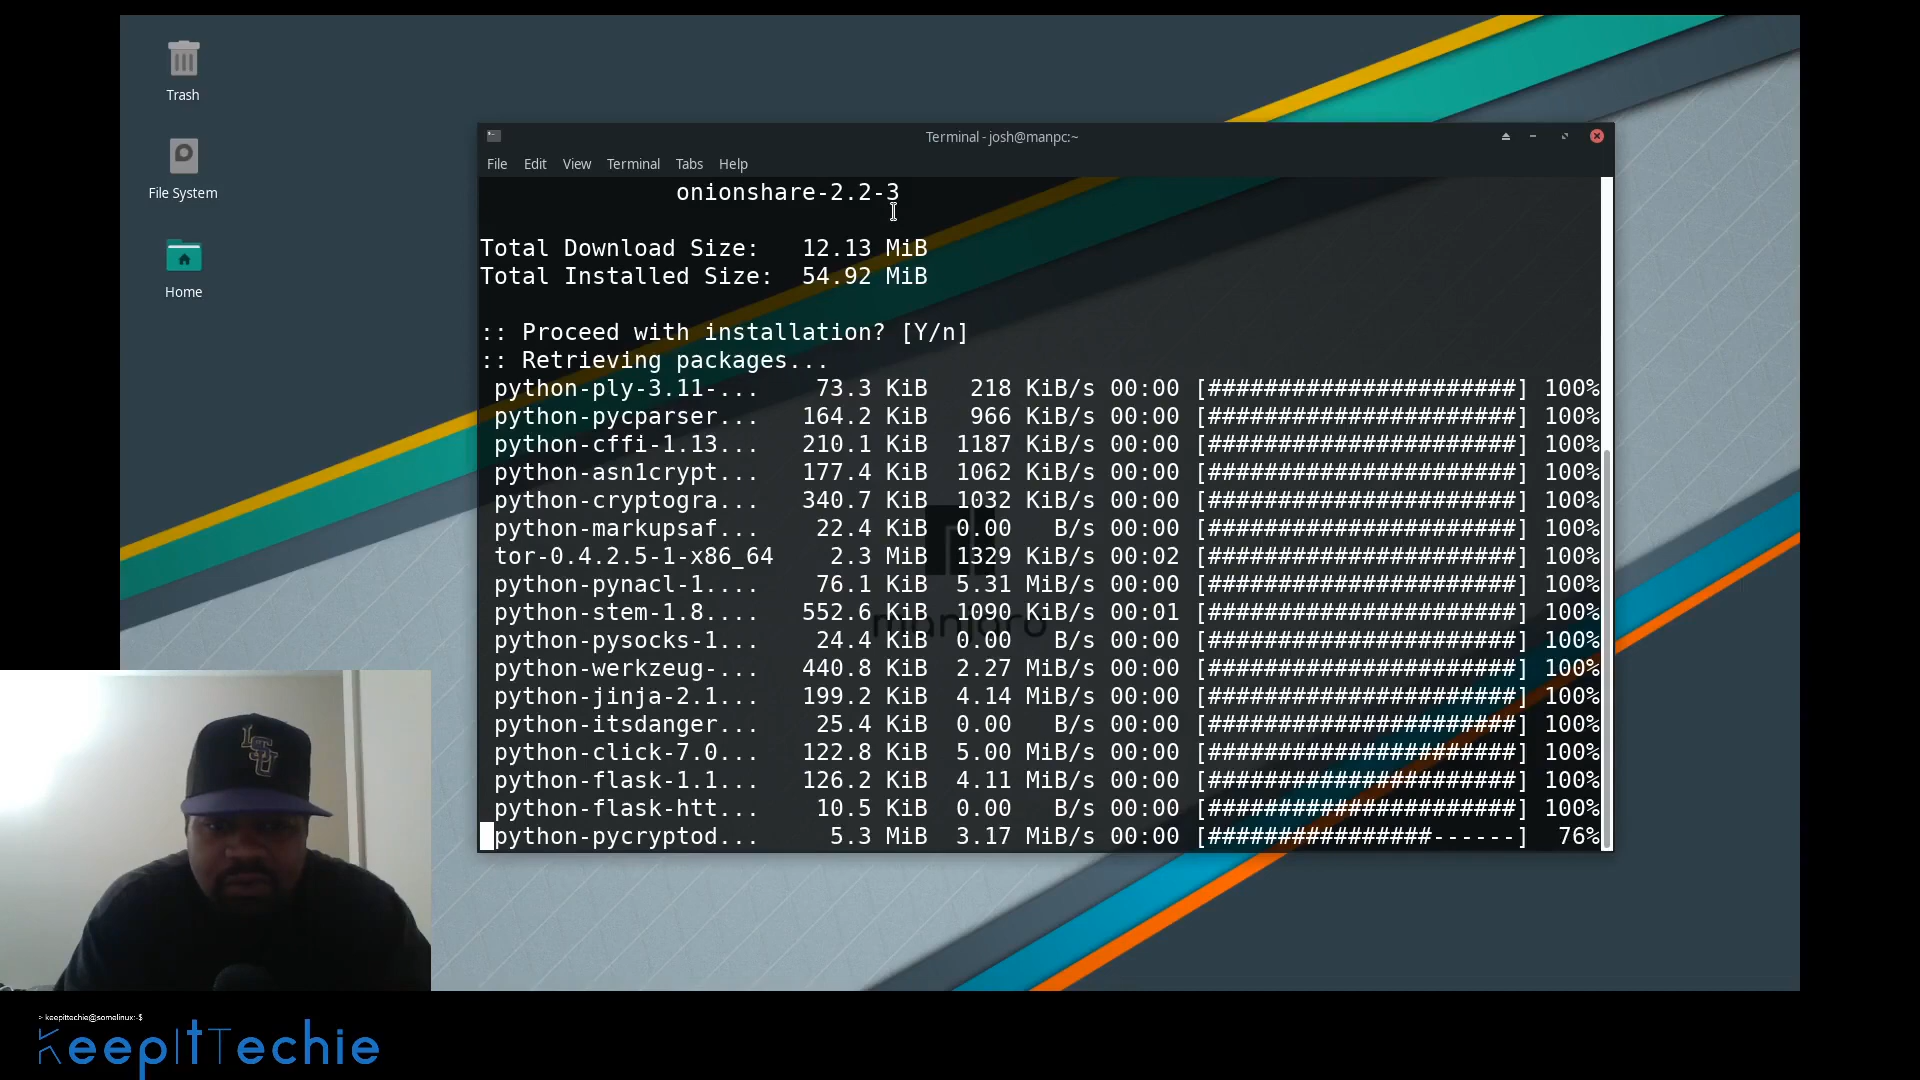 Trash
File System
Home
Terminal - josh@manpc:~
File Edit View Terminal Tabs Help
onionshare-2.2-3
Total Download Size: 12.13 MiB
Total Installed Size: 54.92 MiB
:: Proceed with installation? [Y/n]
:: Retrieving packages...
python-ply-3.11-... 73.3 KiB 218 KiB/s 00:00 [######################] 100%
python-pycparser... 164.2 KiB 966 KiB/s 00:00 [######################] 100%
python-cffi-1.13... 210.1 KiB 1187 KiB/s 00:00 [######################] 100%
python-asn1crypt... 177.4 KiB 1062 KiB/s 00:00 [######################] 100%
python-cryptogra... 340.7 KiB 1032 KiB/s 00:00 [######################] 100%
python-markupsaf... 22.4 KiB 0.00 B/s 00:00 [######################] 100%
tor-0.4.2.5-1-x86_64 2.3 MiB 1329 KiB/s 00:02 [######################] 100%
python-pynacl-1.... 76.1 KiB 5.31 MiB/s 00:00 [######################] 100%
python-stem-1.8.... 552.6 KiB 1090 KiB/s 00:01 [######################] 100%
python-pysocks-1... 24.4 KiB 0.00 B/s 00:00 [######################] 100%
python-werkzeug-... 440.8 KiB 2.27 MiB/s 00:00 [######################] 100%
python-jinja-2.1... 199.2 KiB 4.14 MiB/s 00:00 [######################] 100%
python-itsdanger... 25.4 KiB 0.00 B/s 00:00 [######################] 100%
python-click-7.0... 122.8 KiB 5.00 MiB/s 00:00 [######################] 100%
python-flask-1.1... 126.2 KiB 4.11 MiB/s 00:00 [######################] 100%
python-flask-htt... 10.5 KiB 0.00 B/s 00:00 [######################] 100%
python-pycryptod... 5.3 MiB 3.17 MiB/s 00:00 [################------] 76%
manjaro
LSU
> keepittechie@somelinux:-$
KeepItTechie